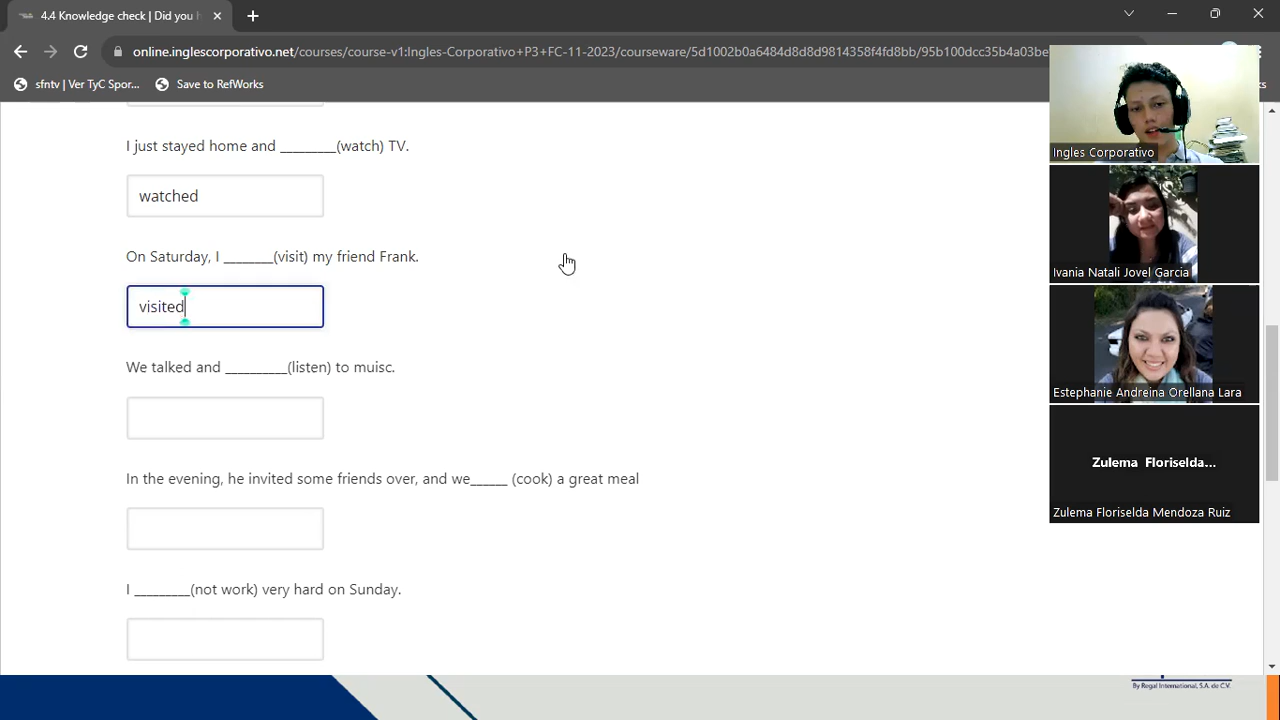 4.4 Knowledge check | Did you h
online.inglescorporativo.net/courses/course-v1:Ingles-Corporativo+P3+FC-11-2023/courseware/5d1002b0a6484d8d8d9814358f4fd8bb/95b100dcc35b4a03be
sfntv | Ver TyC Spor...
Save to RefWorks
I just stayed home and _________(watch) TV.
watched
On Saturday, I ________(visit) my friend Frank.
visited
We talked and __________(listen) to muisc.
In the evening, he invited some friends over, and we______ (cook) a great meal
I _________(not work) very hard on Sunday.
Ingles Corporativo
Ivania Natali Jovel Garcia
Estephanie Andreina Orellana Lara
Zulema Floriselda...
Zulema Floriselda Mendoza Ruiz
By Regal International, S.A. de C.V.